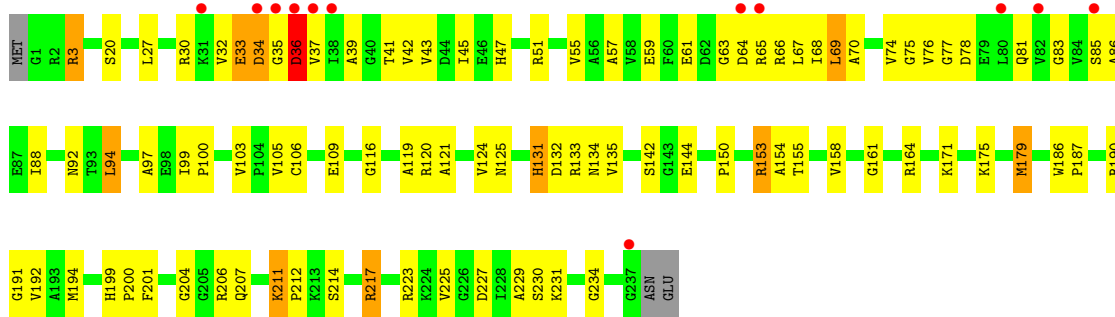 MET G1 R2 R3 S20 L27 R30 K31 V32 E33 D34 G35 D36 V37 I38 A39 G40 T41 V42 V43 D44 I45 E46 H47 R51 V55 A56 A57 V58 E59 F60 E61 D62 G63 D64 R65 R66 L67 I68 L69 A70 V74 G75 V76 G77 D78 E79 L80 Q81 V82 G83 V84 S85 A86
E87 I88 N92 T93 L94 A97 E98 I99 P100 V103 P104 V105 C106 E109 G116 A119 R120 A121 V124 N125 H131 D132 R133 N134 V135 S142 G143 E144 P150 R153 A154 T155 V158 G161 R164 K171 K175 M179 W186 P187 R190
G191 V192 A193 M194 H199 P200 F201 G204 G205 R206 Q207 K211 P212 K213 S214 R217 R223 K224 V225 G226 D227 I228 A229 S230 K231 G234 G237 ASN GLU